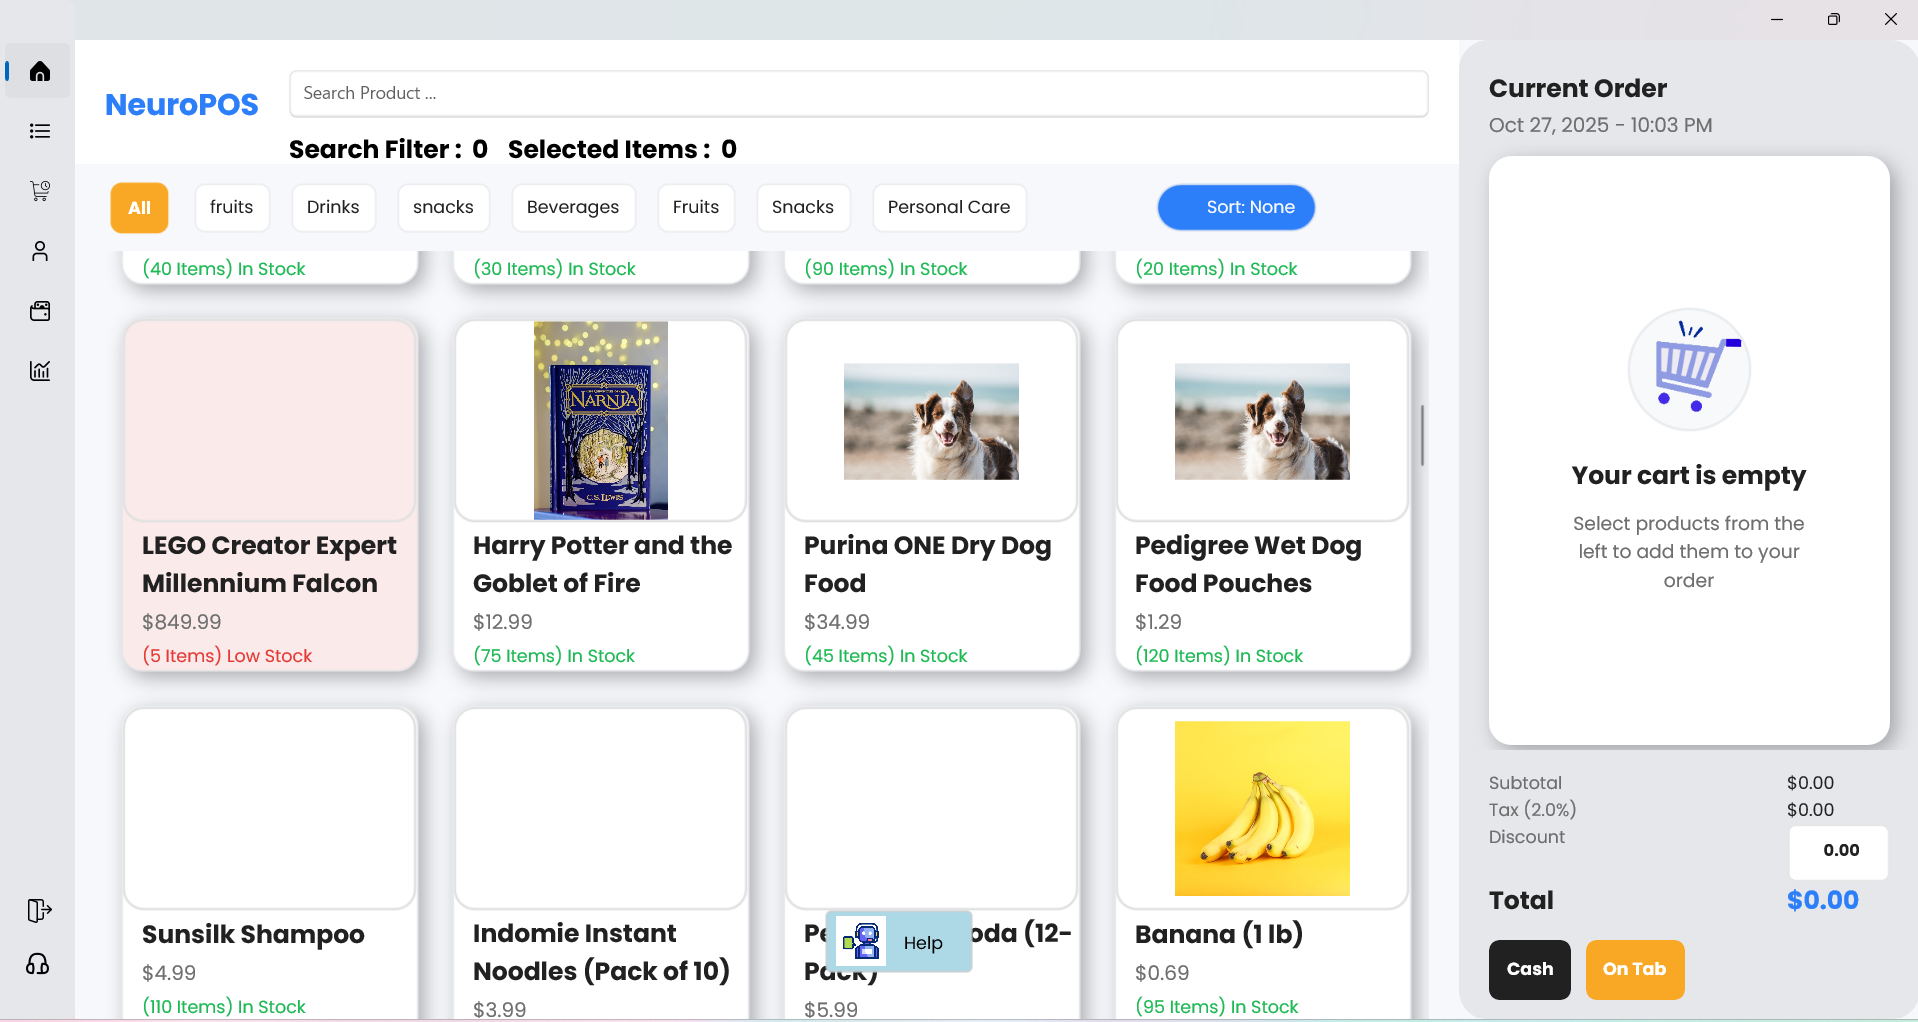 NeuroPOS
Search Product ...
Search Filter : 0 Selected Items : 0
All
fruits
Drinks
snacks
Beverages
Fruits
Snacks
Personal Care
Sort: None
(40 Items) In Stock
(30 Items) In Stock
(90 Items) In Stock
(20 Items) In Stock
LEGO Creator Expert
Millennium Falcon
$849.99
(5 Items) Low Stock
NARNIA
C.S. LEWIS
Harry Potter and the
Goblet of Fire
$12.99
(75 Items) In Stock
Purina ONE Dry Dog
Food
$34.99
(45 Items) In Stock
Pedigree Wet Dog
Food Pouches
$1.29
(120 Items) In Stock
Sunsilk Shampoo
$4.99
(110 Items) In Stock
Indomie Instant
Noodles (Pack of 10)
$3.99
(12-
Pack)
$5.99
Help
Banana (1 lb)
$0.69
(95 Items) In Stock
Current Order
Oct 27, 2025 - 10:03 PM
Your cart is empty
Select products from the
left to add them to your
order
Subtotal $0.00
Tax (2.0%) $0.00
Discount 0.00
Total $0.00
Cash
On Tab